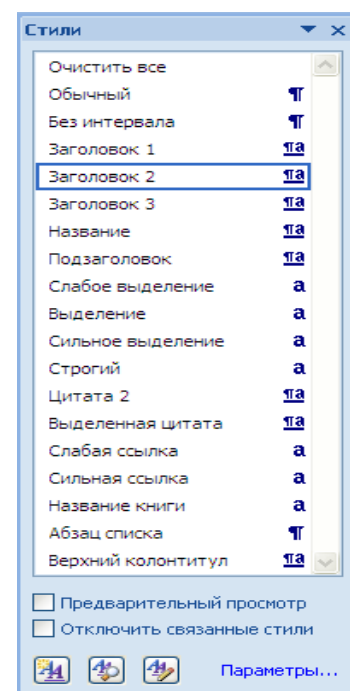 Стили
Очистить все
Обычный ¶
Без интервала ¶
Заголовок 1 ¶a
Заголовок 2 ¶a
Заголовок 3 ¶a
Название ¶a
Подзаголовок ¶a
Слабое выделение a
Выделение a
Сильное выделение a
Строгий a
Цитата 2 ¶a
Выделенная цитата ¶a
Слабая ссылка a
Сильная ссылка a
Название книги a
Абзац списка ¶
Верхний колонтитул ¶a
Предварительный просмотр
Отключить связанные стили
Параметры...